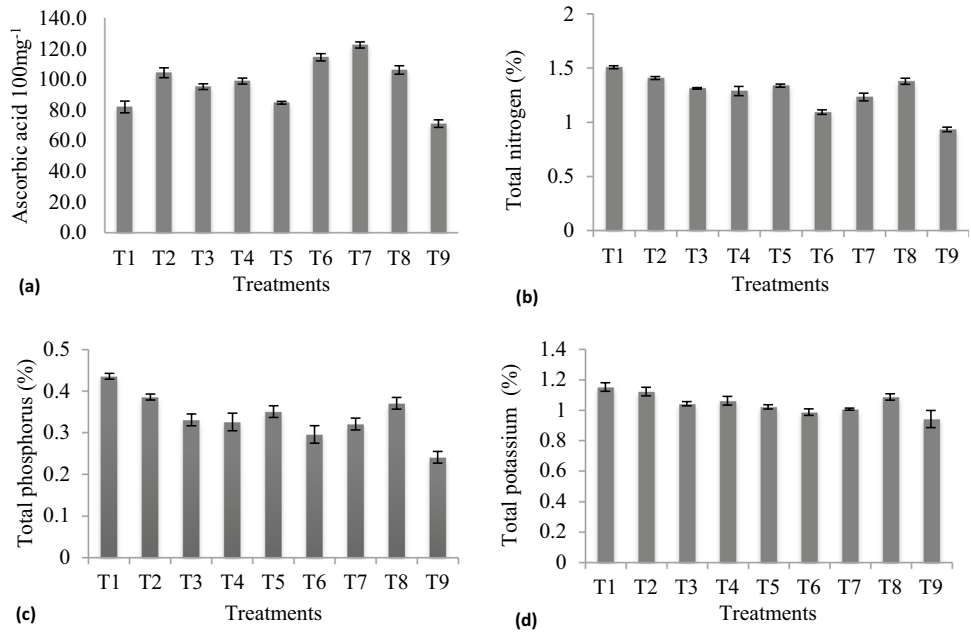 Ascorbic acid 100mg⁻¹
140.0
120.0
100.0
80.0
60.0
40.0
20.0
0.0
T1 T2 T3 T4 T5 T6 T7 T8 T9
Treatments
(a)
Total nitrogen (%)
2
1.5
1
0.5
0
T1 T2 T3 T4 T5 T6 T7 T8 T9
Treatments
(b)
Total phosphorus (%)
0.5
0.4
0.3
0.2
0.1
0
T1 T2 T3 T4 T5 T6 T7 T8 T9
Treatments
(c)
Total potassium (%)
1.4
1.2
1
0.8
0.6
0.4
0.2
0
T1 T2 T3 T4 T5 T6 T7 T8 T9
Treatments
(d)